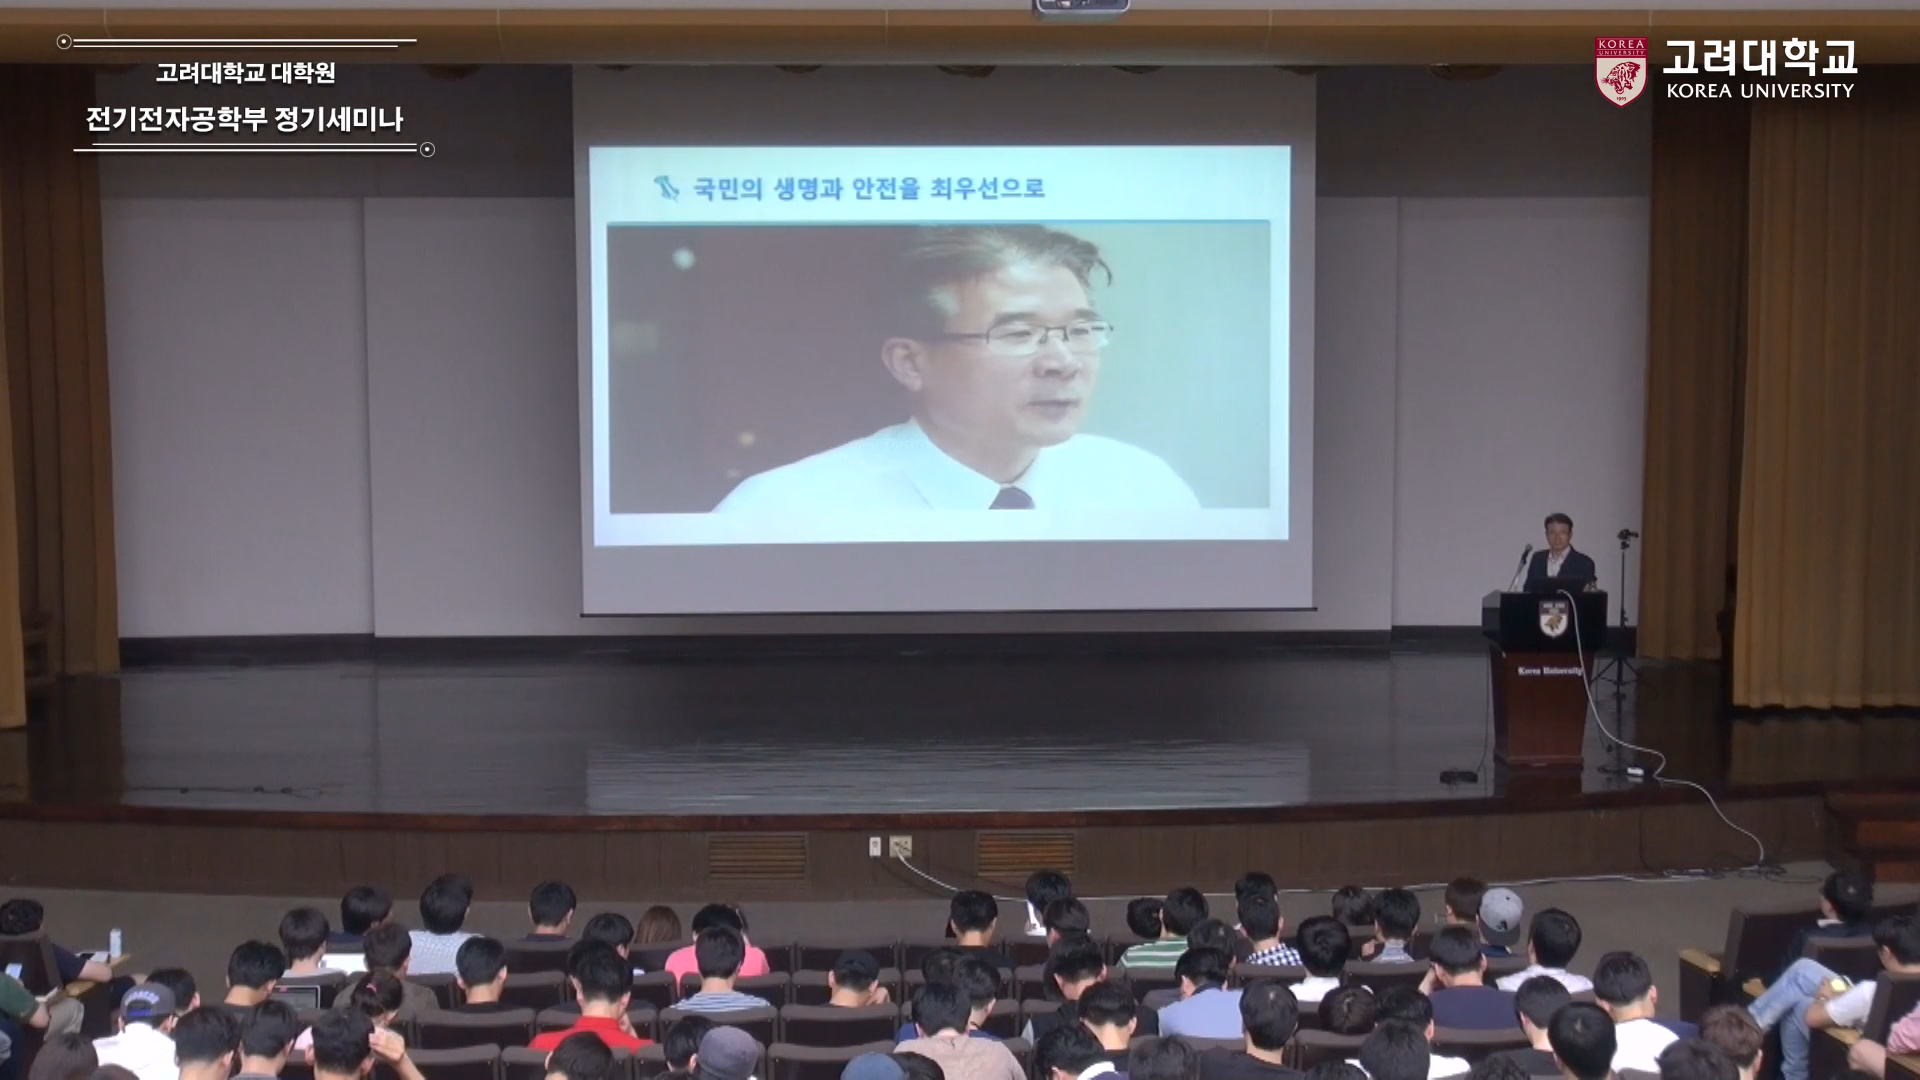 고려대학교 대학원
전기전자공학부 정기세미나
KOREA
UNIVERSITY
1905
고려대학교
KOREA UNIVERSITY
국민의 생명과 안전을 최우선으로
Korea University